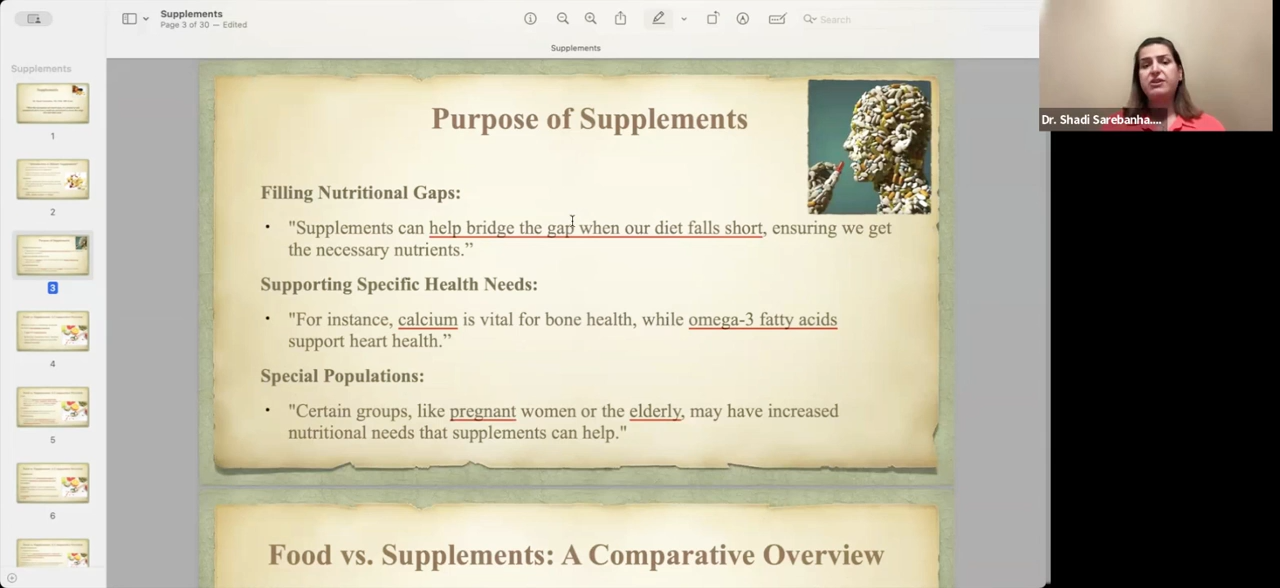 Supplements
Page 3 of 30 — Edited
Search
Supplements
Supplements
1
2
3
4
5
6
Purpose of Supplements
Filling Nutritional Gaps:
• "Supplements can help bridge the gap when our diet falls short, ensuring we get
the necessary nutrients.”
Supporting Specific Health Needs:
• "For instance, calcium is vital for bone health, while omega-3 fatty acids
support heart health.”
Special Populations:
• "Certain groups, like pregnant women or the elderly, may have increased
nutritional needs that supplements can help."
Food vs. Supplements: A Comparative Overview
Dr. Shadi Sarebanha....